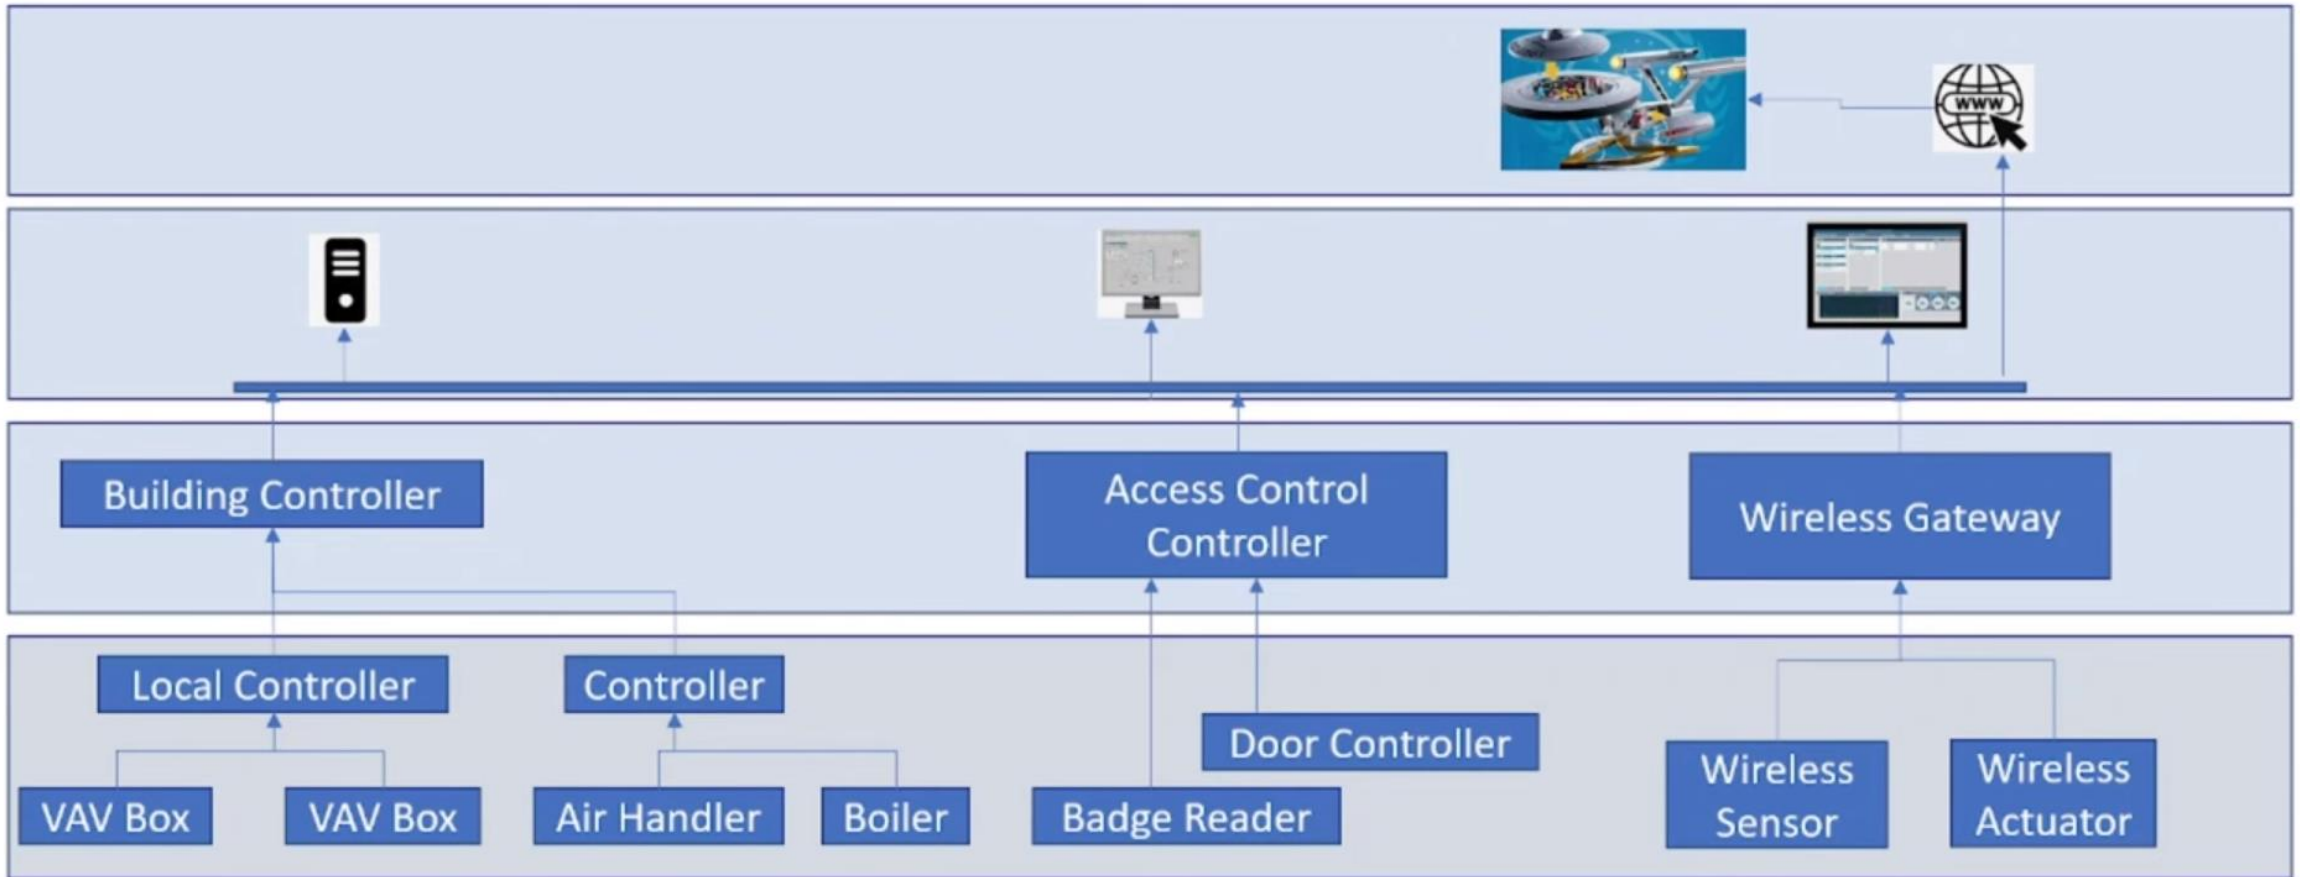 www
Building Controller
Access Control
Controller
Wireless Gateway
Local Controller
Controller
Door Controller
Wireless
Sensor
Wireless
Actuator
VAV Box
VAV Box
Air Handler
Boiler
Badge Reader